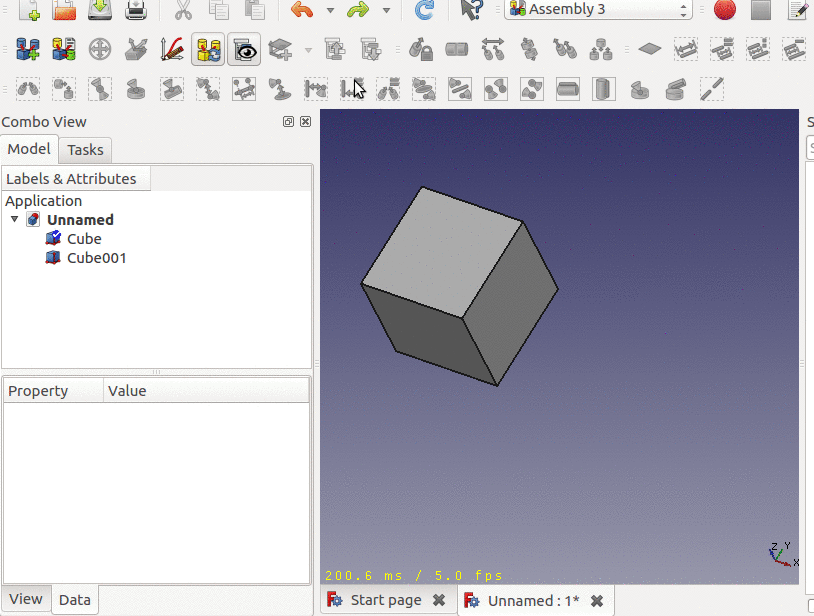 Assembly 3
Combo View
Model
Tasks
Labels & Attributes
Application
Unnamed
Cube
Cube001
Property
Value
200.6 ms / 5.0 fps
Z
Y
X
View
Data
Start page
Unnamed : 1*